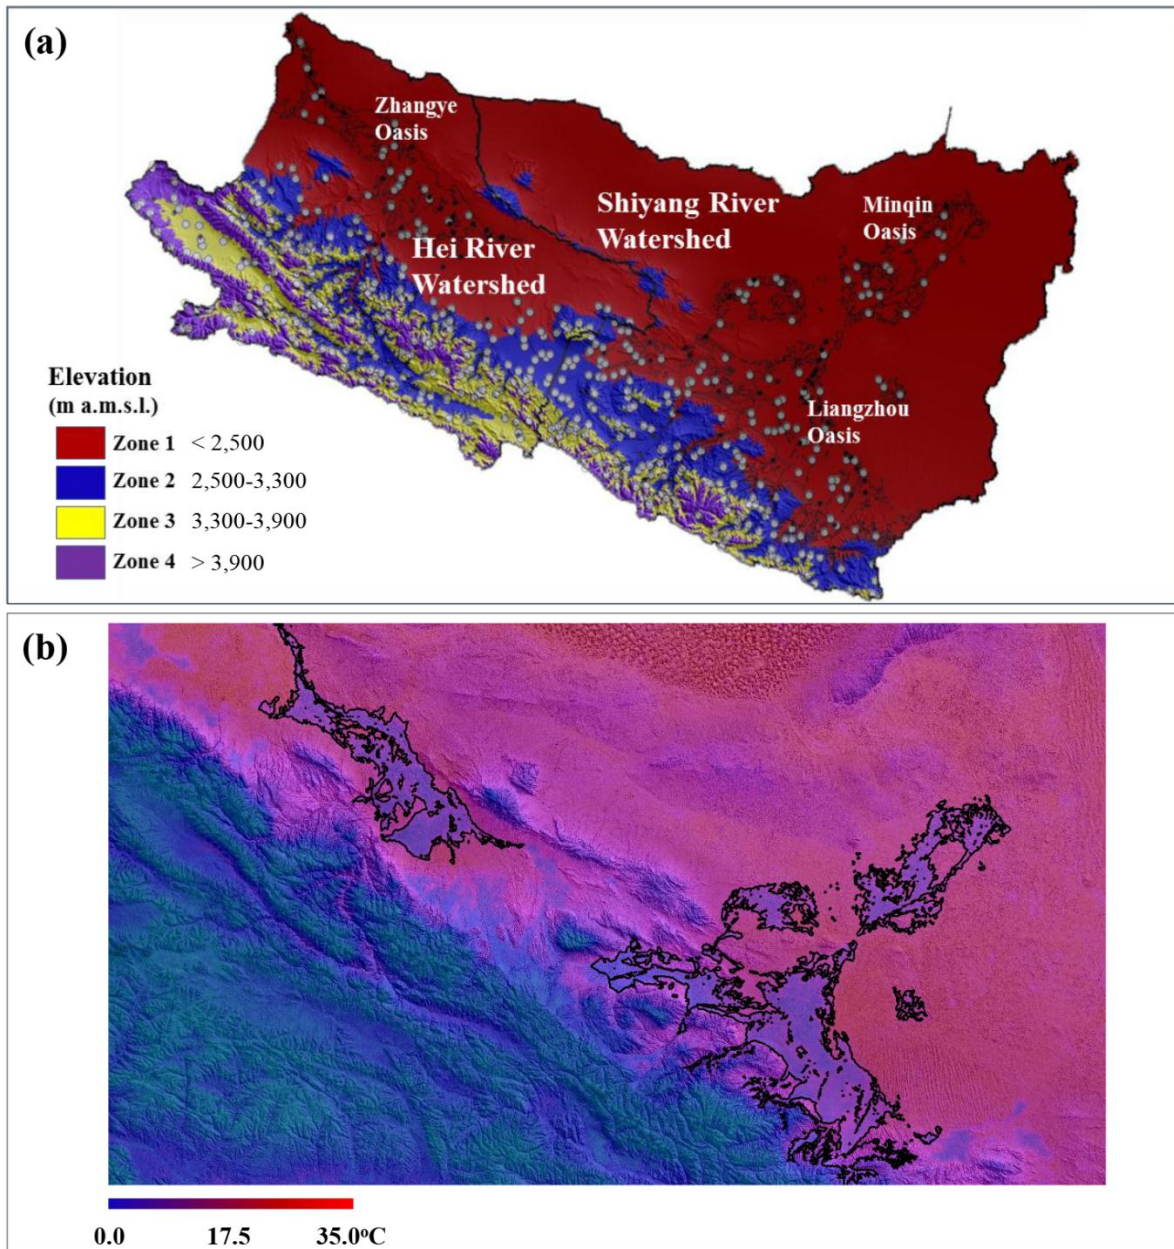 (a)
Zhangye
Oasis
Shiyang River
Watershed
Minqin
Oasis
Hei River
Watershed
Liangzhou
Oasis
Elevation
(m a.m.s.l.)
Zone 1 < 2,500
Zone 2 2,500-3,300
Zone 3 3,300-3,900
Zone 4 > 3,900
(b)
0.0 17.5 35.0ºC